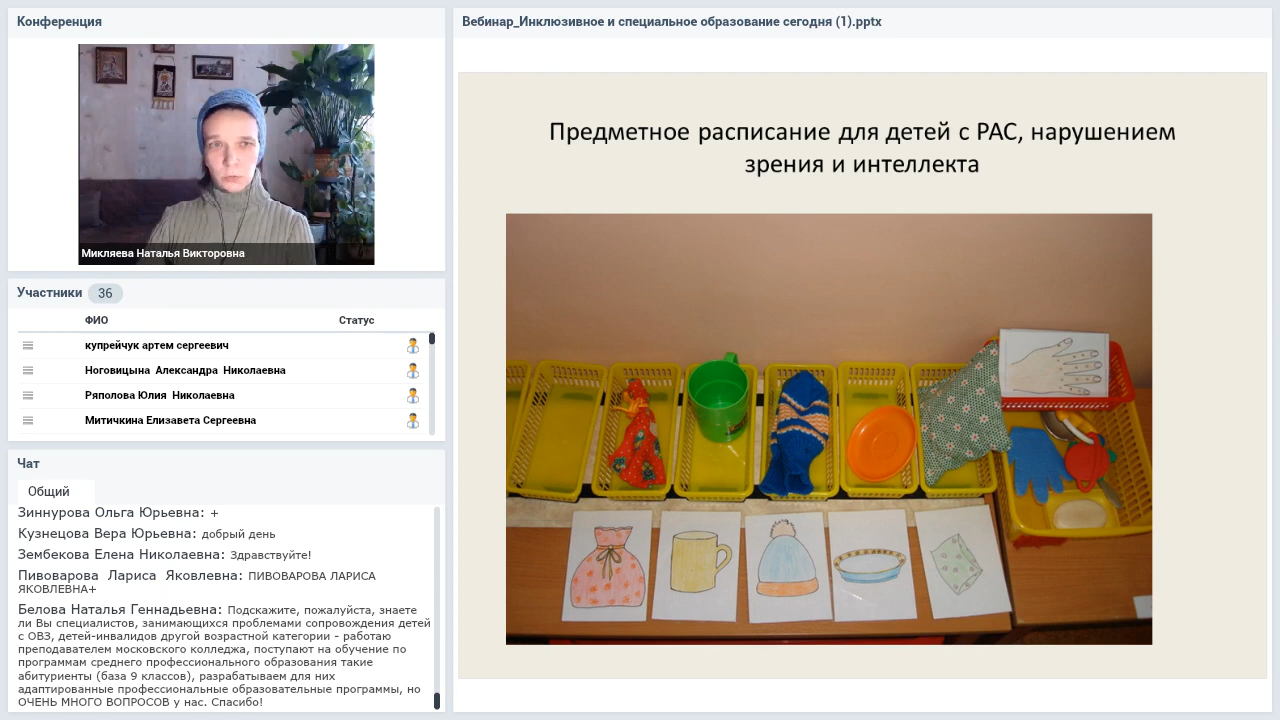 Конференция
Микляева Наталья Викторовна
Участники 36
ФИО Статус
купрейчук артем сергеевич
Ноговицына Александра Николаевна
Ряполова Юлия Николаевна
Митичкина Елизавета Сергеевна
Чат
Общий
Зиннурова Ольга Юрьевна: +
Кузнецова Вера Юрьевна: добрый день
Зембекова Елена Николаевна: Здравствуйте!
Пивоварова Лариса Яковлевна: ПИВОВАРОВА ЛАРИСА
ЯКОВЛЕВНА+
Белова Наталья Геннадьевна: Подскажите, пожалуйста, знаете
ли Вы специалистов, занимающихся проблемами сопровождения детей
с ОВЗ, детей-инвалидов другой возрастной категории - работаю
преподавателем московского колледжа, поступают на обучение по
программам среднего профессионального образования такие
абитуриенты (база 9 классов), разрабатываем для них
адаптированные профессиональные образовательные программы, но
ОЧЕНЬ МНОГО ВОПРОСОВ у нас. Спасибо!
Вебинар_Инклюзивное и специальное образование сегодня (1).pptx
Предметное расписание для детей с РАС, нарушением
зрения и интеллекта